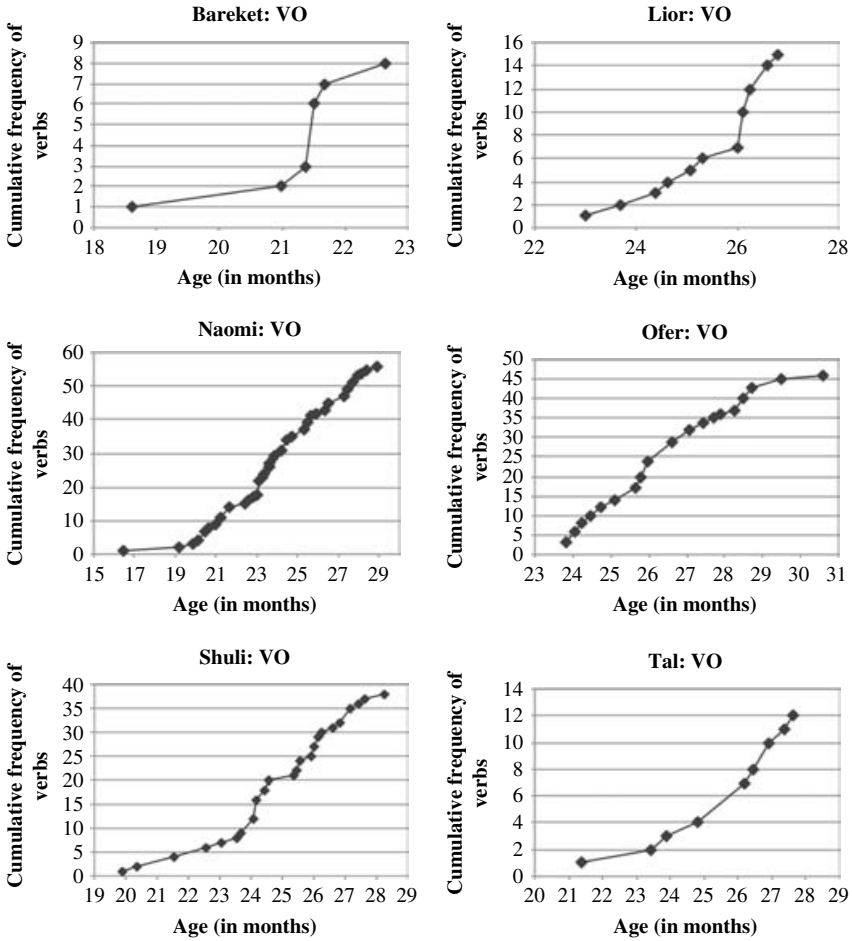 Bareket: VO
Cumulative frequency of
verbs
9
8
7
6
5
4
3
2
1
0
18 19 20 21 22 23
Age (in months)
Lior: VO
Cumulative frequency of
verbs
16
14
12
10
8
6
4
2
0
22 24 26 28
Age (in months)
Naomi: VO
Cumulative frequency of
verbs
60
50
40
30
20
10
0
15 17 19 21 23 25 27 29
Age (in months)
Ofer: VO
Cumulative frequency of
verbs
50
45
40
35
30
25
20
15
10
5
0
23 24 25 26 27 28 29 30 31
Age (in months)
Shuli: VO
Cumulative frequency of
verbs
40
35
30
25
20
15
10
5
0
19 20 21 22 23 24 25 26 27 28 29
Age (in months)
Tal: VO
Cumulative frequency of
verbs
14
12
10
8
6
4
2
0
20 21 22 23 24 25 26 27 28 29
Age (in months)